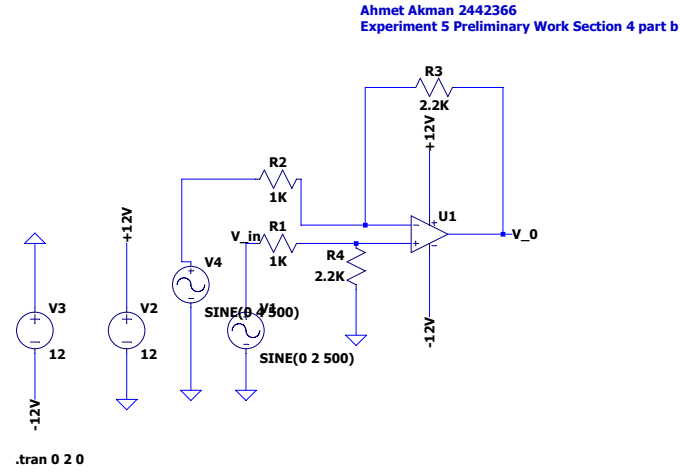 Ahmet Akman 2442366
Experiment 5 Preliminary Work Section 4 part b
R3
2.2K
+12V
R2
1K
U1
V_in
R1
1K
V_0
R4
2.2K
+12V
V4
SINE(0 4 500)
V1
SINE(0 2 500)
-12V
V3
12
V2
12
-12V
.tran 0 2 0